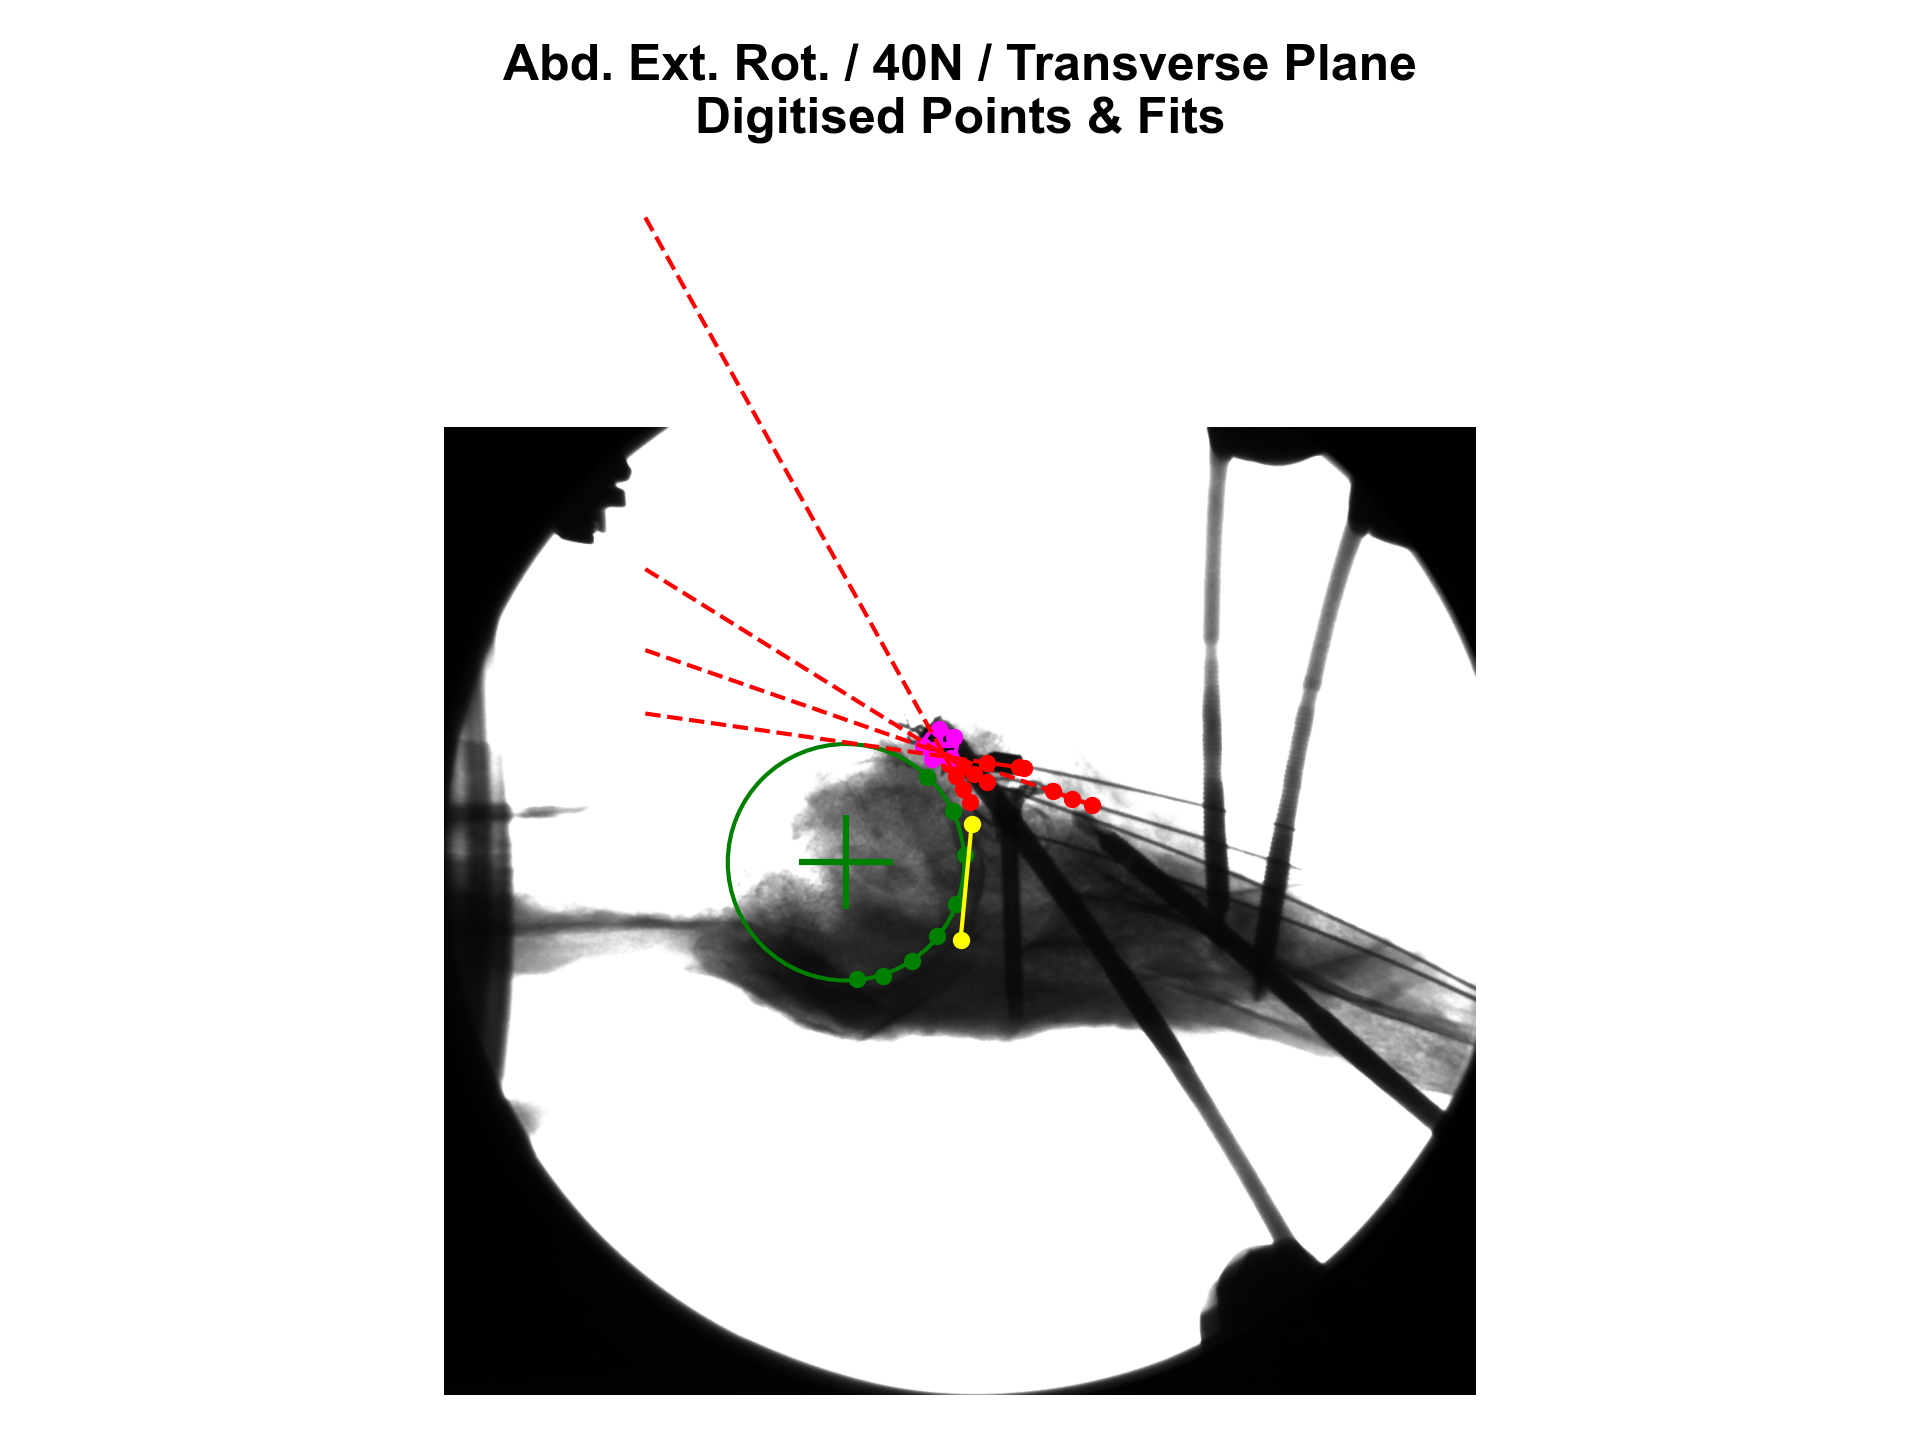 Abd. Ext. Rot. / 40N / Transverse Plane
Digitised Points & Fits